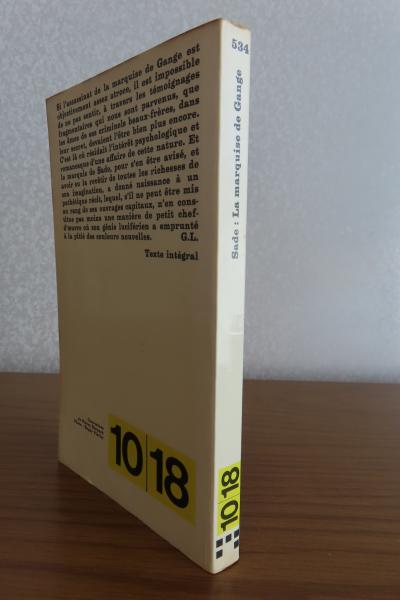 Si l'assassinat de la marquise de Gange est
objectivement assez atroce, il est impossible
de ne pas sentir, à travers les témoignages
fragmentaires qui nous sont parvenus, que
les âmes de ses criminels beaux-frères, dans
leur secret, devaient l'être bien plus encore.
C'est là où résidait l'intérêt psychologique et
romanesque d'une affaire de cette nature. Et
le marquis de Sade, pour s'en être avisé, et
avoir su la revêtir de toutes les richesses de
son imagination, a donné naissance à un
pathétique récit, lequel, s'il ne peut être mis
au rang de ses ouvrages capitaux, n'en cons-
titue pas moins une manière de petit chef-
d'œuvre où son génie luciférien a emprunté
à la pitié des couleurs nouvelles. G.L.
Texte intégral
10|18
534
Sade : La marquise de Gange
10|18